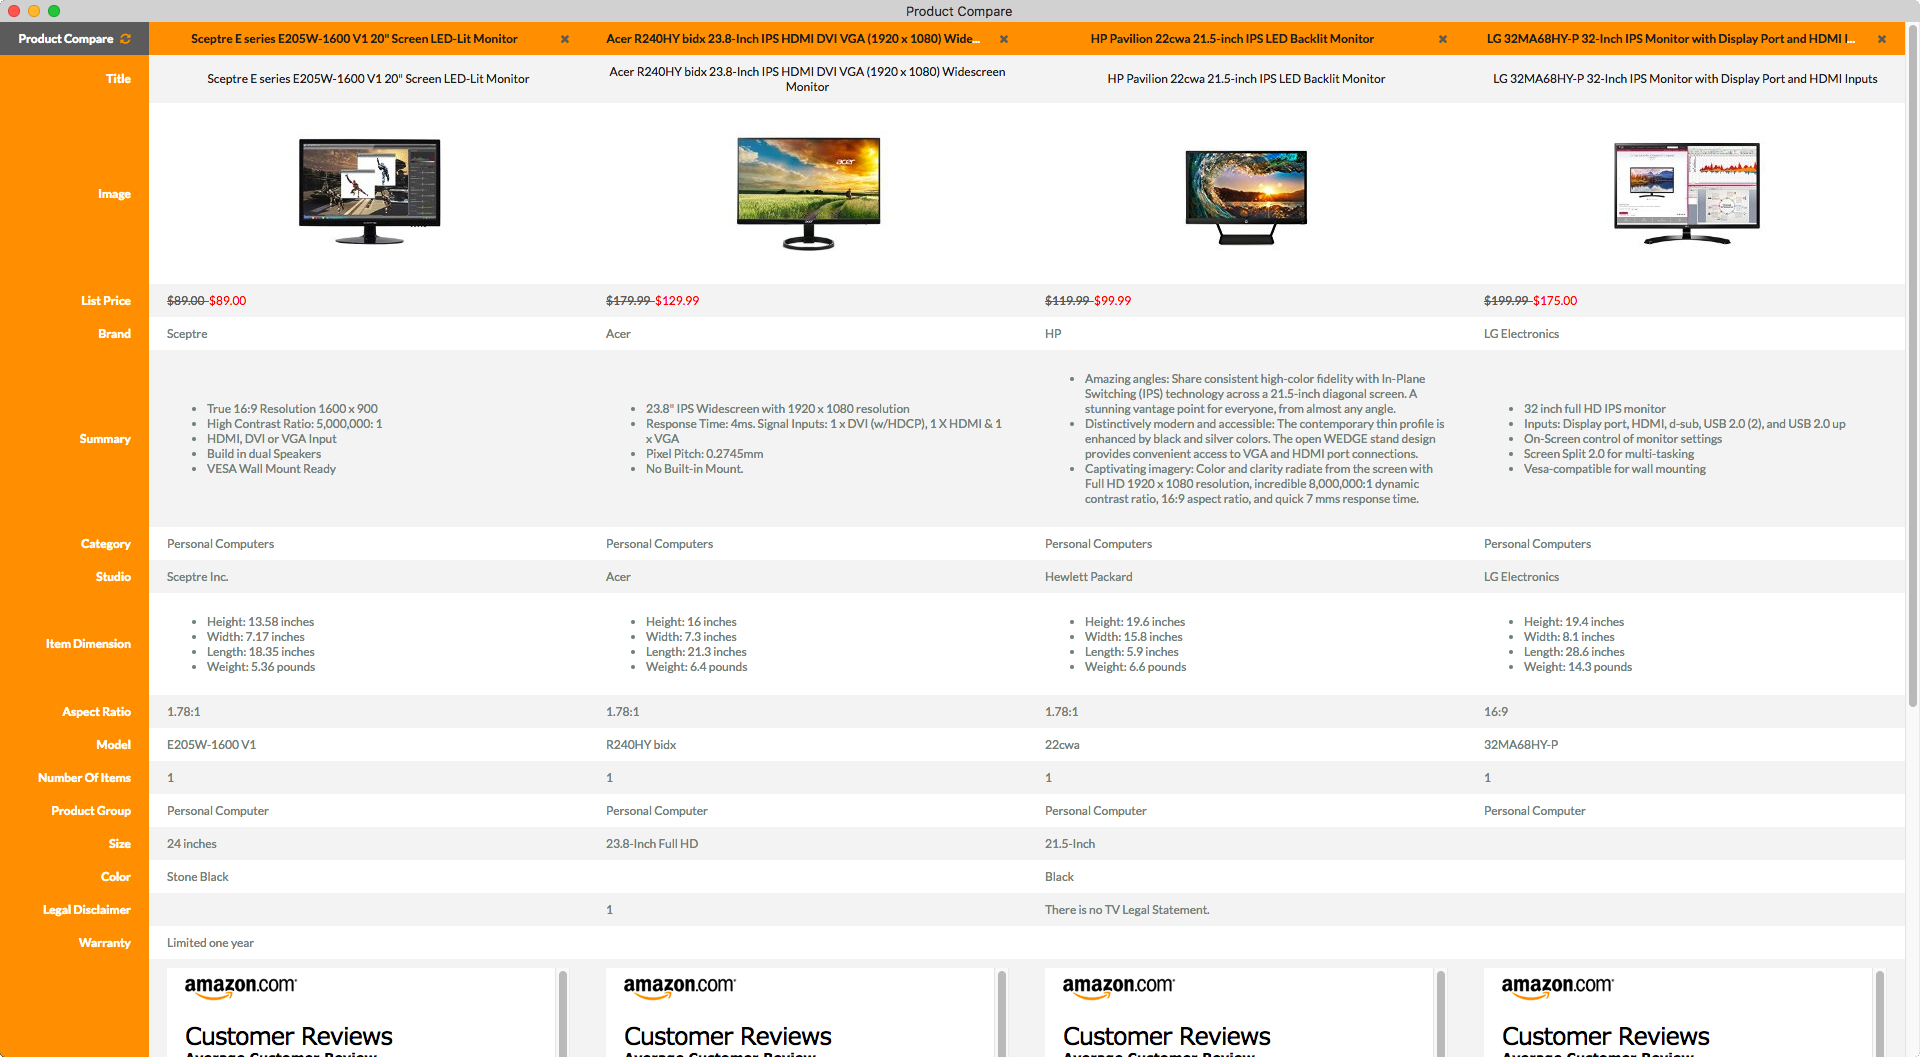 Product Compare
Product Compare
Sceptre E series E205W-1600 V1 20" Screen LED-Lit Monitor
Acer R240HY bidx 23.8-Inch IPS HDMI DVI VGA (1920 x 1080) Wide...
HP Pavilion 22cwa 21.5-inch IPS LED Backlit Monitor
LG 32MA68HY-P 32-Inch IPS Monitor with Display Port and HDMI I...
Title
Sceptre E series E205W-1600 V1 20" Screen LED-Lit Monitor
Acer R240HY bidx 23.8-Inch IPS HDMI DVI VGA (1920 x 1080) Widescreen
Monitor
HP Pavilion 22cwa 21.5-inch IPS LED Backlit Monitor
LG 32MA68HY-P 32-Inch IPS Monitor with Display Port and HDMI Inputs
Image
acer
List Price
$89.00 $89.00
$179.99 $129.99
$119.99 $99.99
$199.99 $175.00
Brand
Sceptre
Acer
HP
LG Electronics
Summary
• True 16:9 Resolution 1600 x 900
• High Contrast Ratio: 5,000,000: 1
• HDMI, DVI or VGA Input
• Build in dual Speakers
• VESA Wall Mount Ready
• 23.8" IPS Widescreen with 1920 x 1080 resolution
• Response Time: 4ms. Signal Inputs: 1 x DVI (w/HDCP), 1 X HDMI & 1
x VGA
• Pixel Pitch: 0.2745mm
• No Built-in Mount.
• Amazing angles: Share consistent high-color fidelity with In-Plane
Switching (IPS) technology across a 21.5-inch diagonal screen. A
stunning vantage point for everyone, from almost any angle.
• Distinctively modern and accessible: The contemporary thin profile is
enhanced by black and silver colors. The open WEDGE stand design
provides convenient access to VGA and HDMI port connections.
• Captivating imagery: Color and clarity radiate from the screen with
Full HD 1920 x 1080 resolution, incredible 8,000,000:1 dynamic
contrast ratio, 16:9 aspect ratio, and quick 7 mms response time.
• 32 inch full HD IPS monitor
• Inputs: Display port, HDMI, d-sub, USB 2.0 (2), and USB 2.0 up
• On-Screen control of monitor settings
• Screen Split 2.0 for multi-tasking
• Vesa-compatible for wall mounting
Category
Personal Computers
Personal Computers
Personal Computers
Personal Computers
Studio
Sceptre Inc.
Acer
Hewlett Packard
LG Electronics
Item Dimension
• Height: 13.58 inches
• Width: 7.17 inches
• Length: 18.35 inches
• Weight: 5.36 pounds
• Height: 16 inches
• Width: 7.3 inches
• Length: 21.3 inches
• Weight: 6.4 pounds
• Height: 19.6 inches
• Width: 15.8 inches
• Length: 5.9 inches
• Weight: 6.6 pounds
• Height: 19.4 inches
• Width: 8.1 inches
• Length: 28.6 inches
• Weight: 14.3 pounds
Aspect Ratio
1.78:1
1.78:1
1.78:1
16:9
Model
E205W-1600 V1
R240HY bidx
22cwa
32MA68HY-P
Number Of Items
1
1
1
1
Product Group
Personal Computer
Personal Computer
Personal Computer
Personal Computer
Size
24 inches
23.8-Inch Full HD
21.5-Inch
Color
Stone Black
Black
Legal Disclaimer
1
There is no TV Legal Statement.
Warranty
Limited one year
amazon.com
amazon.com
amazon.com
amazon.com
Customer Reviews
Customer Reviews
Customer Reviews
Customer Reviews
Average Customer Review
Average Customer Review
Average Customer Review
Average Customer Review